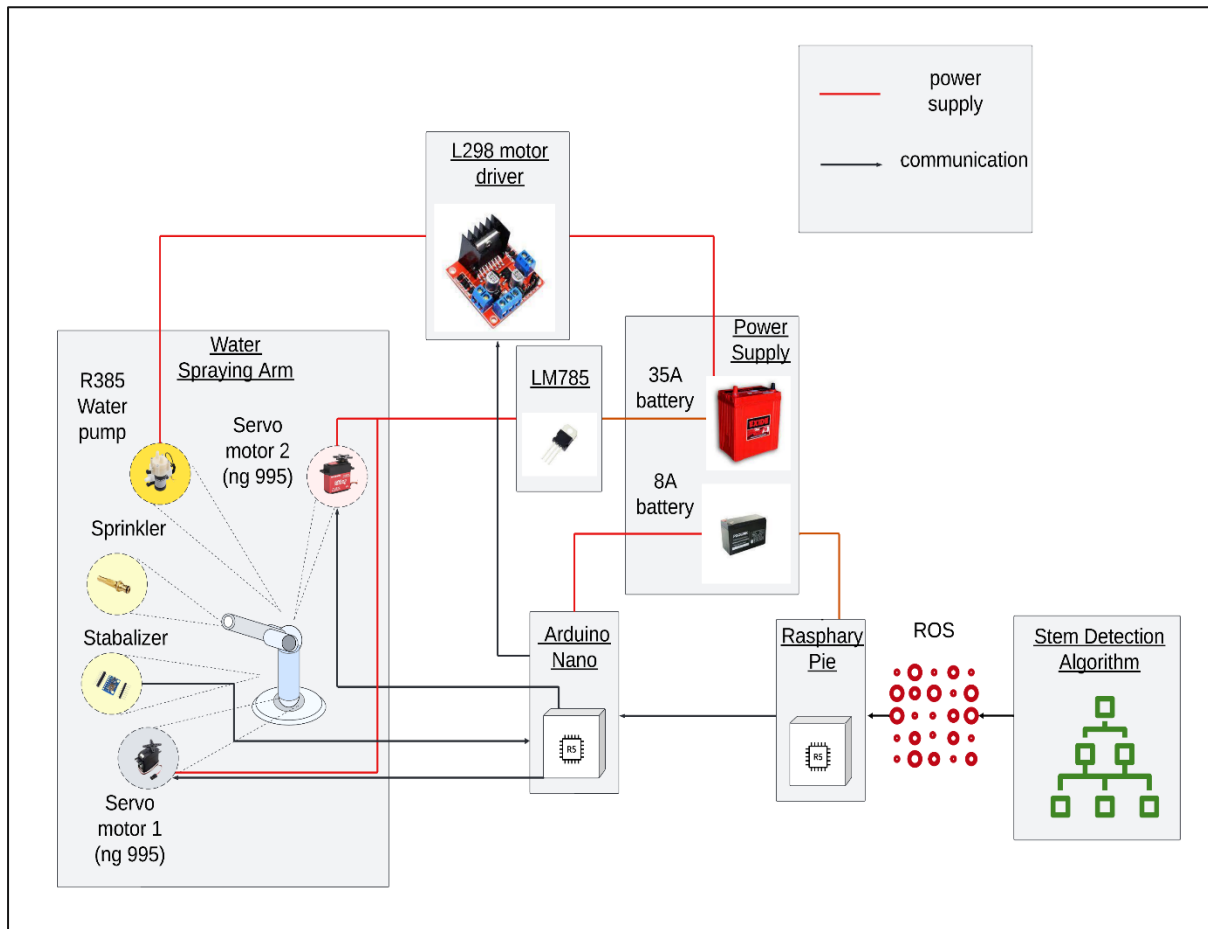 power
supply
communication
L298 motor
driver
Water
Spraying Arm
R385
Water
pump
Servo
motor 2
(ng 995)
Sprinkler
Stabalizer
Servo
motor 1
(ng 995)
LM785
Power
Supply
35A
battery
8A
battery
Arduino
Nano
R5
Rasphary
Pie
R5
ROS
Stem Detection
Algorithm